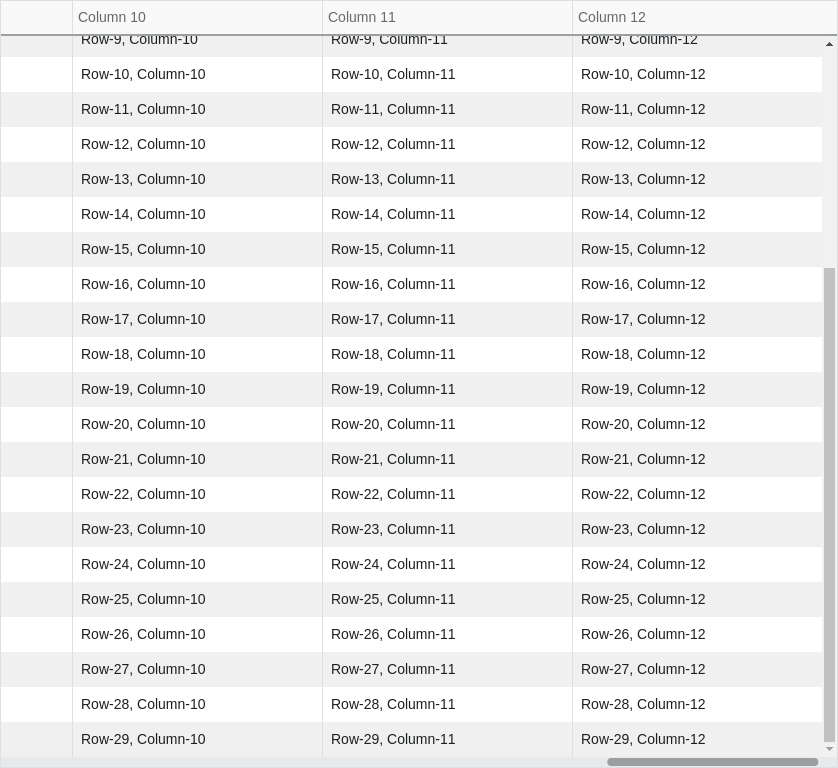 Column 10 Column 11 Column 12
Row-9, Column-10 Row-9, Column-11 Row-9, Column-12
Row-10, Column-10 Row-10, Column-11 Row-10, Column-12
Row-11, Column-10 Row-11, Column-11 Row-11, Column-12
Row-12, Column-10 Row-12, Column-11 Row-12, Column-12
Row-13, Column-10 Row-13, Column-11 Row-13, Column-12
Row-14, Column-10 Row-14, Column-11 Row-14, Column-12
Row-15, Column-10 Row-15, Column-11 Row-15, Column-12
Row-16, Column-10 Row-16, Column-11 Row-16, Column-12
Row-17, Column-10 Row-17, Column-11 Row-17, Column-12
Row-18, Column-10 Row-18, Column-11 Row-18, Column-12
Row-19, Column-10 Row-19, Column-11 Row-19, Column-12
Row-20, Column-10 Row-20, Column-11 Row-20, Column-12
Row-21, Column-10 Row-21, Column-11 Row-21, Column-12
Row-22, Column-10 Row-22, Column-11 Row-22, Column-12
Row-23, Column-10 Row-23, Column-11 Row-23, Column-12
Row-24, Column-10 Row-24, Column-11 Row-24, Column-12
Row-25, Column-10 Row-25, Column-11 Row-25, Column-12
Row-26, Column-10 Row-26, Column-11 Row-26, Column-12
Row-27, Column-10 Row-27, Column-11 Row-27, Column-12
Row-28, Column-10 Row-28, Column-11 Row-28, Column-12
Row-29, Column-10 Row-29, Column-11 Row-29, Column-12